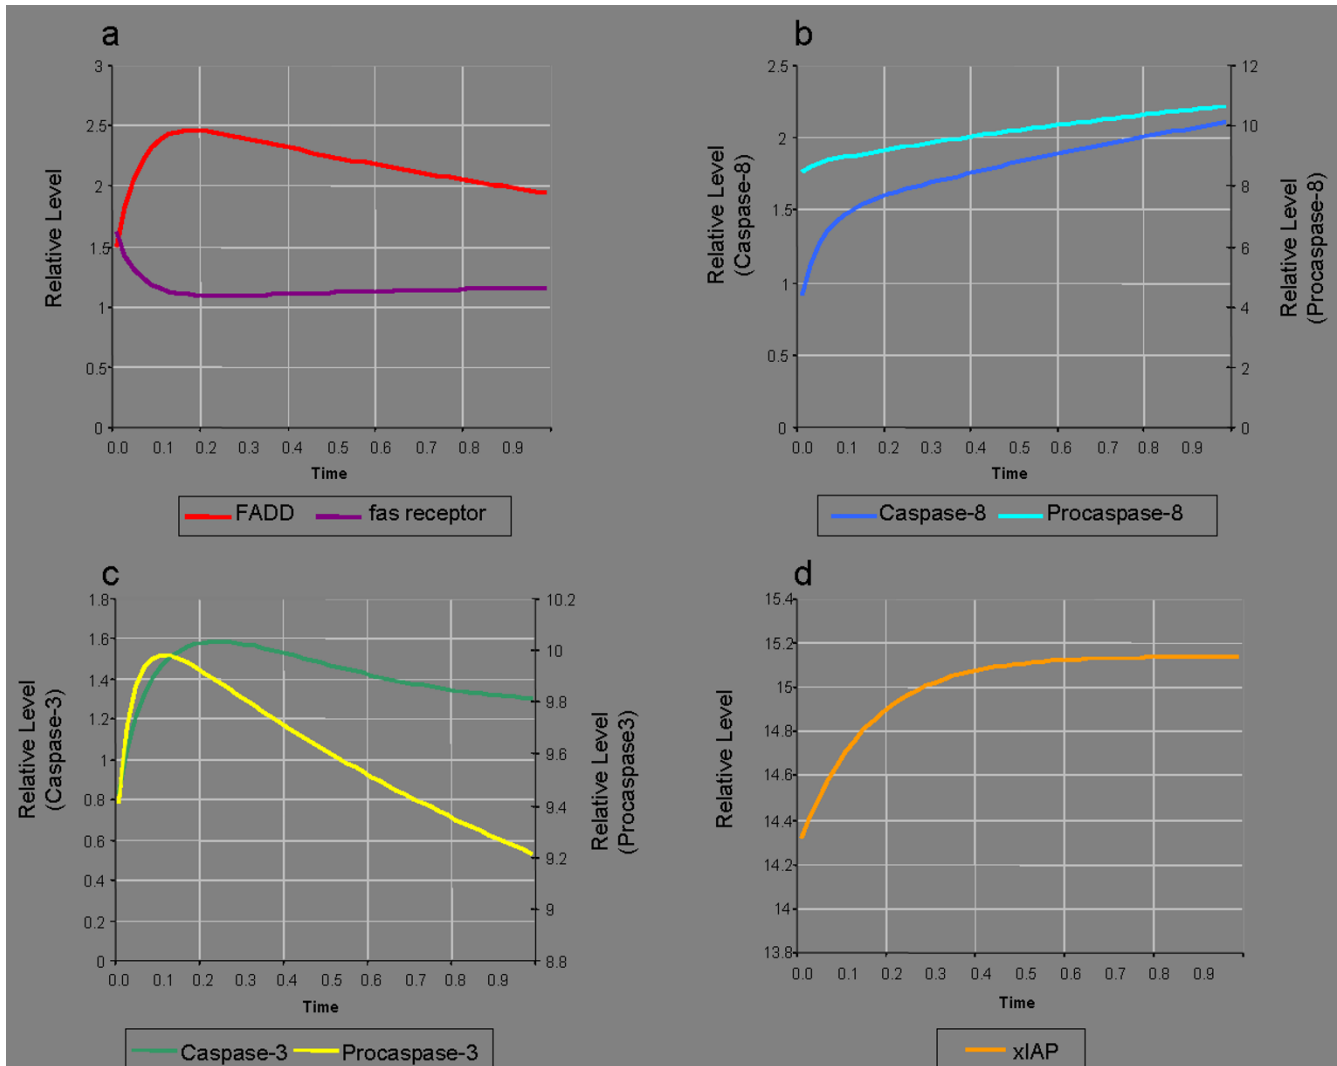 a
3
2.5
2
1.5
1
0.5
0
Relative Level
0.0 0.1 0.2 0.3 0.4 0.5 0.6 0.7 0.8 0.9
Time
FADD fas receptor
b
2.5
2
1.5
1
0.5
0
Relative Level
(Caspase-8)
12
10
8
6
4
2
0
Relative Level
(Procaspase-8)
0.0 0.1 0.2 0.3 0.4 0.5 0.6 0.7 0.8 0.9
Time
Caspase-8 Procaspase-8
c
1.8
1.6
1.4
1.2
1
0.8
0.6
0.4
0.2
0
Relative Level
(Caspase-3)
10.2
10
9.8
9.6
9.4
9.2
9
8.8
Relative Level
(Procaspase3)
0.0 0.1 0.2 0.3 0.4 0.5 0.6 0.7 0.8 0.9
Time
Caspase-3 Procaspase-3
d
15.4
15.2
15
14.8
14.6
14.4
14.2
14
13.8
Relative Level
0.0 0.1 0.2 0.3 0.4 0.5 0.6 0.7 0.8 0.9
Time
xIAP